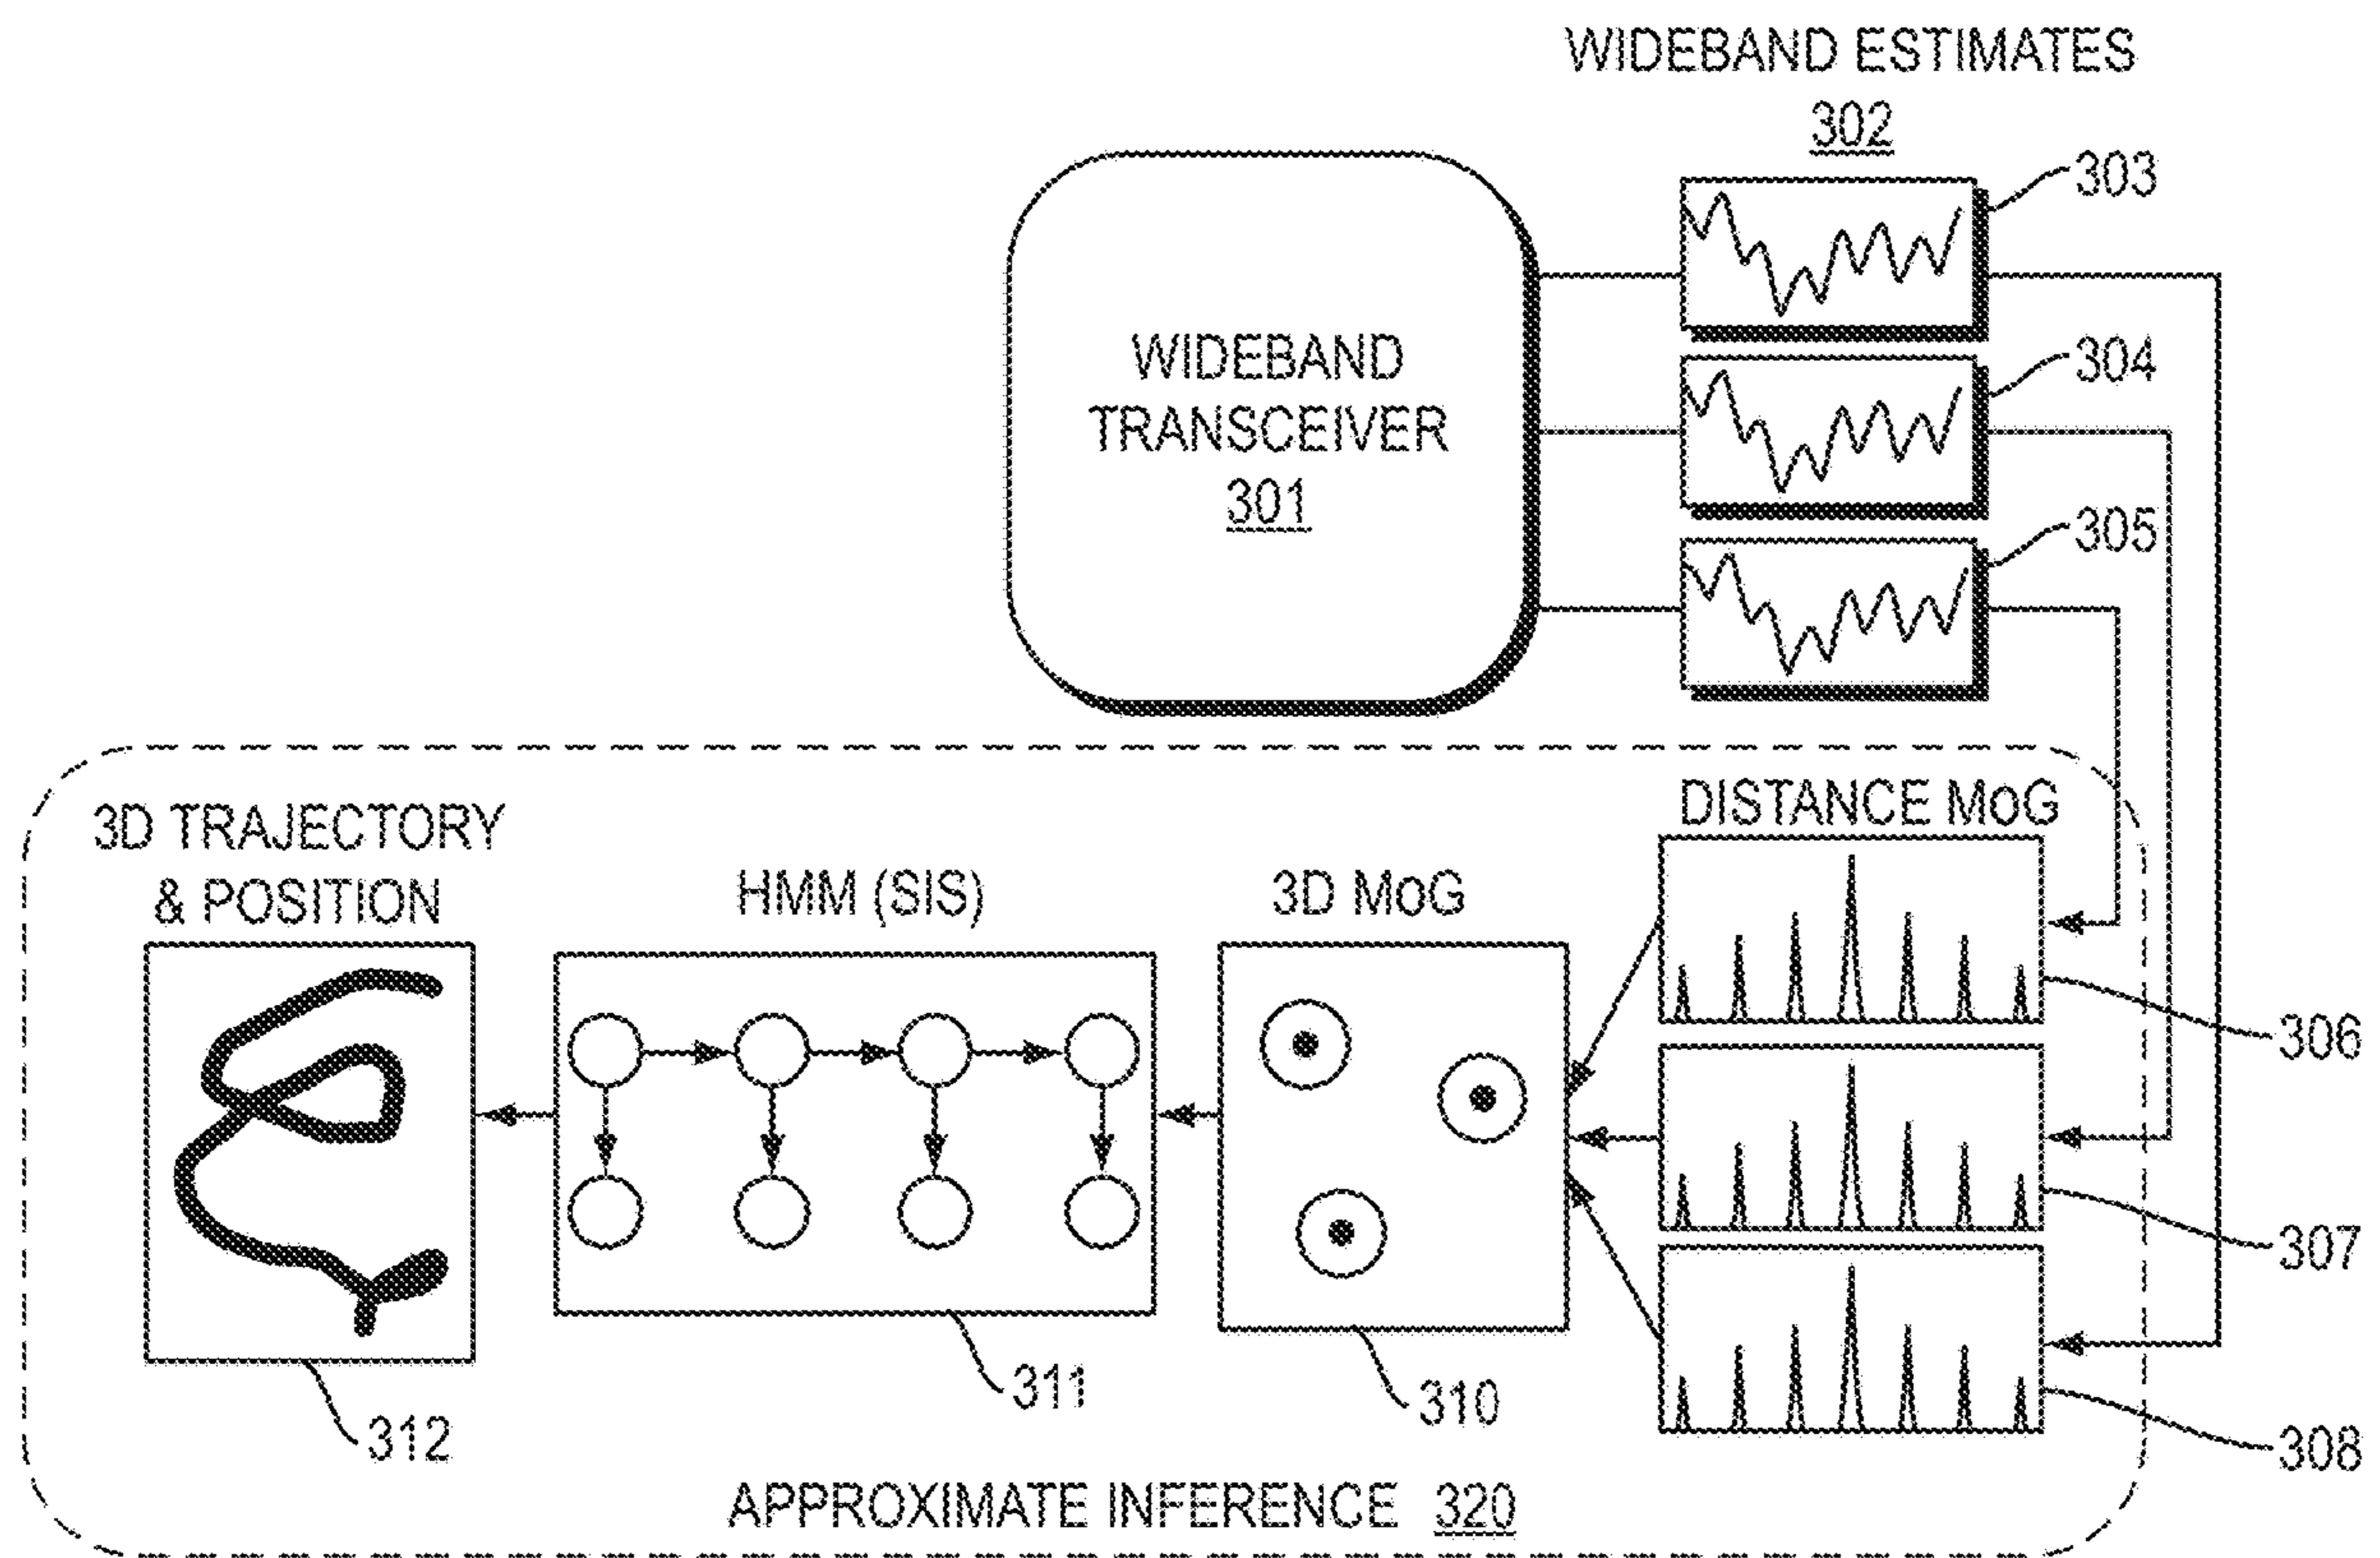 WIDEBAND ESTIMATES
302
303
WIDEBAND
TRANSCEIVER
301
304
305
3D TRAJECTORY
& POSITION
HMM (SIS)
3D MoG
DISTANCE MoG
306
307
308
310
311
312
APPROXIMATE INFERENCE 320